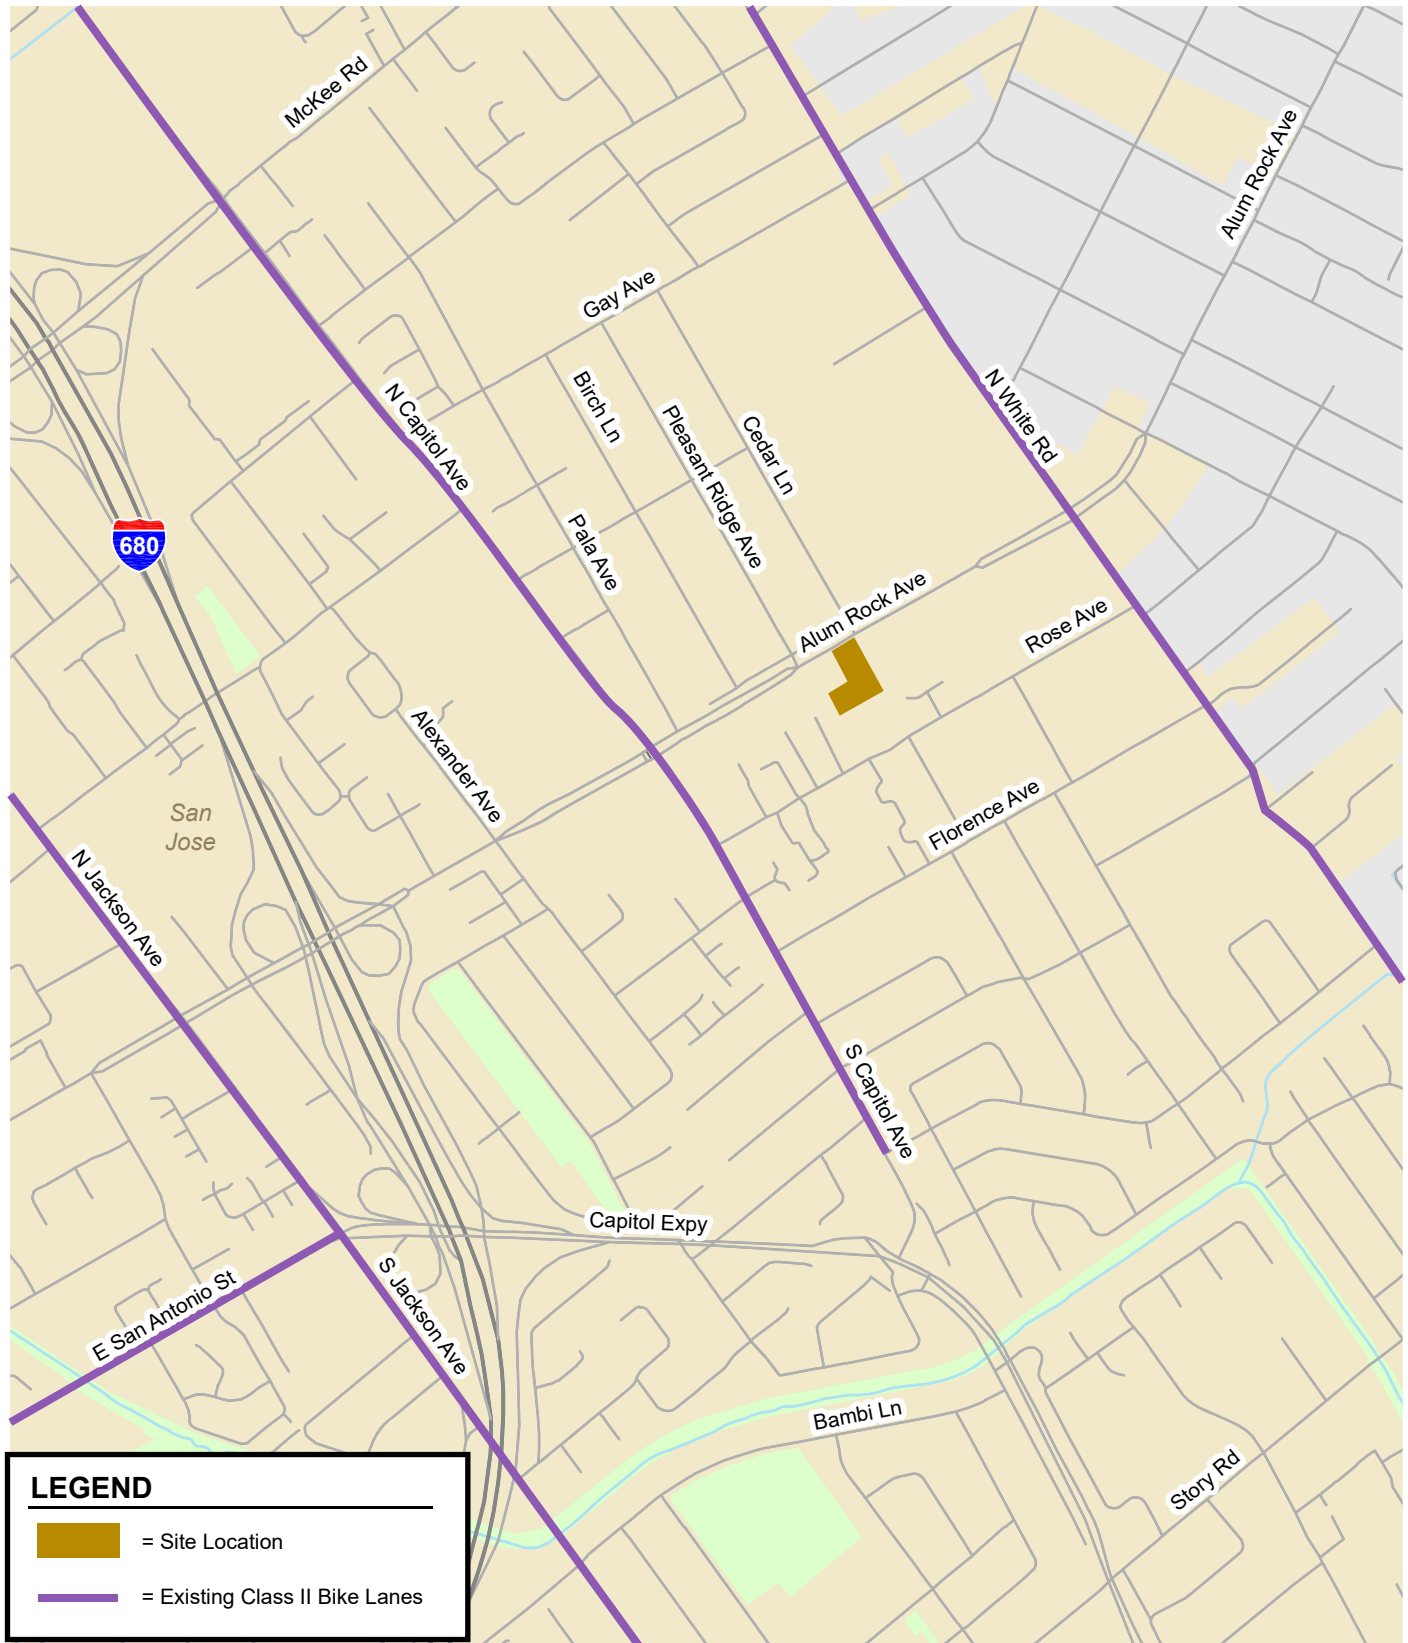 McKee Rd
Alum Rock Ave
Gay Ave
N Capitol Ave
Birch Ln
Pleasant Ridge Ave
Cedar Ln
N White Rd
680
Pala Ave
Alum Rock Ave
Rose Ave
Alexander Ave
San
Jose
Florence Ave
N Jackson Ave
S Capitol Ave
Capitol Expy
E San Antonio St
S Jackson Ave
Bambi Ln
Story Rd
LEGEND
= Site Location
= Existing Class II Bike Lanes